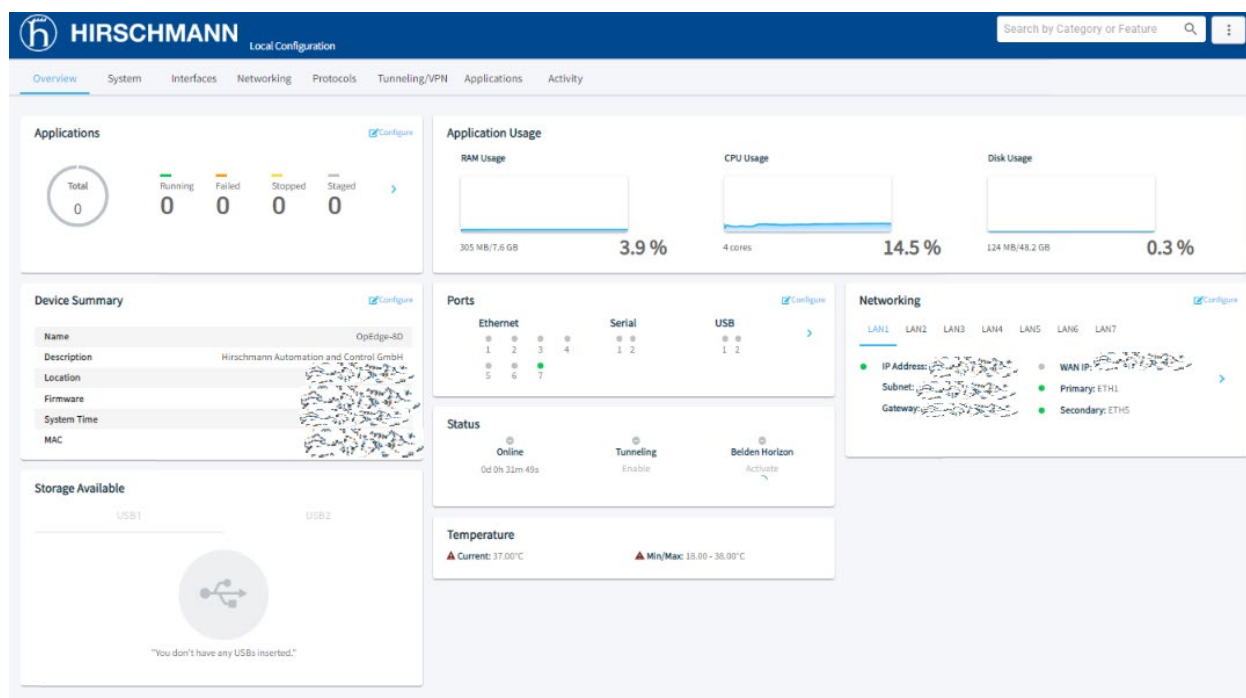 HIRSCHMANN
Local Configuration
Search by Category or Feature
Overview System Interfaces Networking Protocols Tunneling/VPN Applications Activity
Applications
Configure
Total
0
Running Failed Stopped Staged
0 0 0 0
Application Usage
RAM Usage
305 MB/7.6 GB
3.9 %
CPU Usage
4 cores
14.5 %
Disk Usage
124 MB/48.2 GB
0.3 %
Device Summary
Configure
Name OpEdge-8D
Description Hirschmann Automation and Control GmbH
Location
Firmware
System Time
MAC
Ports
Configure
Ethernet
1 2 3 4
5 6 7
Serial
1 2
USB
1 2
Networking
Configure
LAN1 LAN2 LAN3 LAN4 LAN5 LAN6 LAN7
IP Address:
Subnet:
Gateway:
WAN IP:
Primary: ETH1
Secondary: ETH5
Status
Online
0d 0h 31m 49s
Tunneling
Enable
Belden Horizon
Activate
Storage Available
USB1 USB2
"You don't have any USBs inserted."
Temperature
Current: 37.00°C
Min/Max: 18.00 - 38.00°C